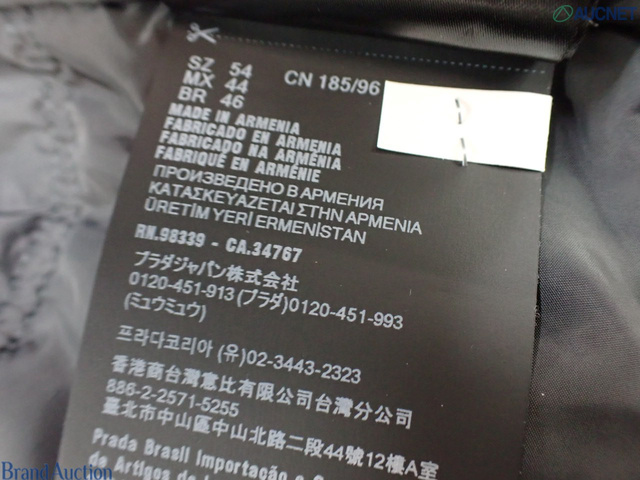 AUCNET
SZ 54 CN 185/96
MX 44
BR 46
MADE IN ARMENIA
FABRICADO EN ARMENIA
FABRICADO NA ARMÊNIA
FABRIQUÉ EN ARMÉNIE
ПРОИЗВЕДЕНО В АРМЕНИЯ
ΚΑΤΑΣΚΕΥΑΖΕΤΑΙ ΣΤΗΝ ΑΡΜΕΝΙΑ
ÜRETİM YERİ ERMENİSTAN
RN.98339 - CA.34767
プラダジャパン株式会社
0120-451-913 (プラダ)0120-451-993
(ミュウミュウ)
프라다코리아 (유)02-3443-2323
香港商台灣意比有限公司台灣分公司
886-2-2571-5255
臺北市中山區中山北路二段44號12樓A室
Prada Brasil Importação e
de Artigos de
Brand Auction